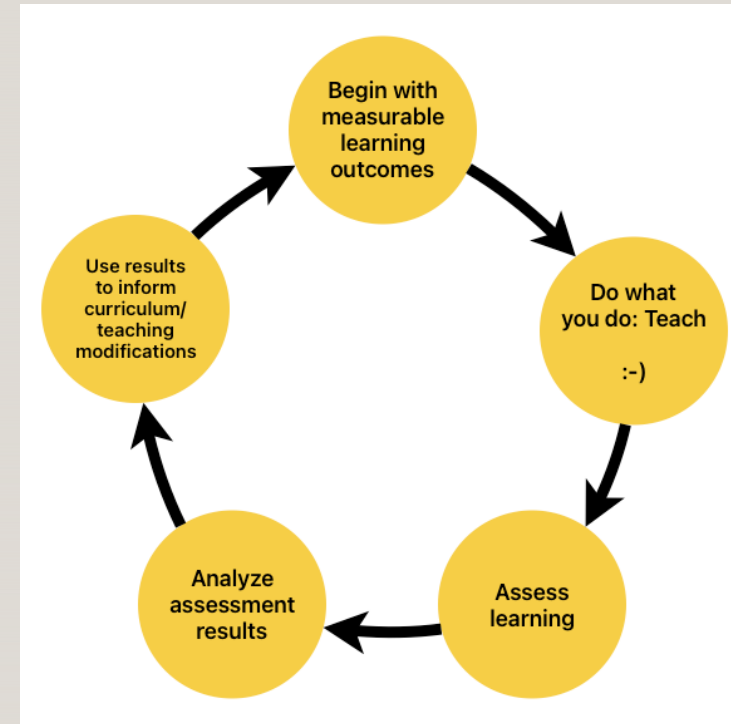 Begin with
measurable
learning
outcomes
Do what
you do: Teach
:-)
Assess
learning
Analyze
assessment
results
Use results
to inform
curriculum/
teaching
modifications